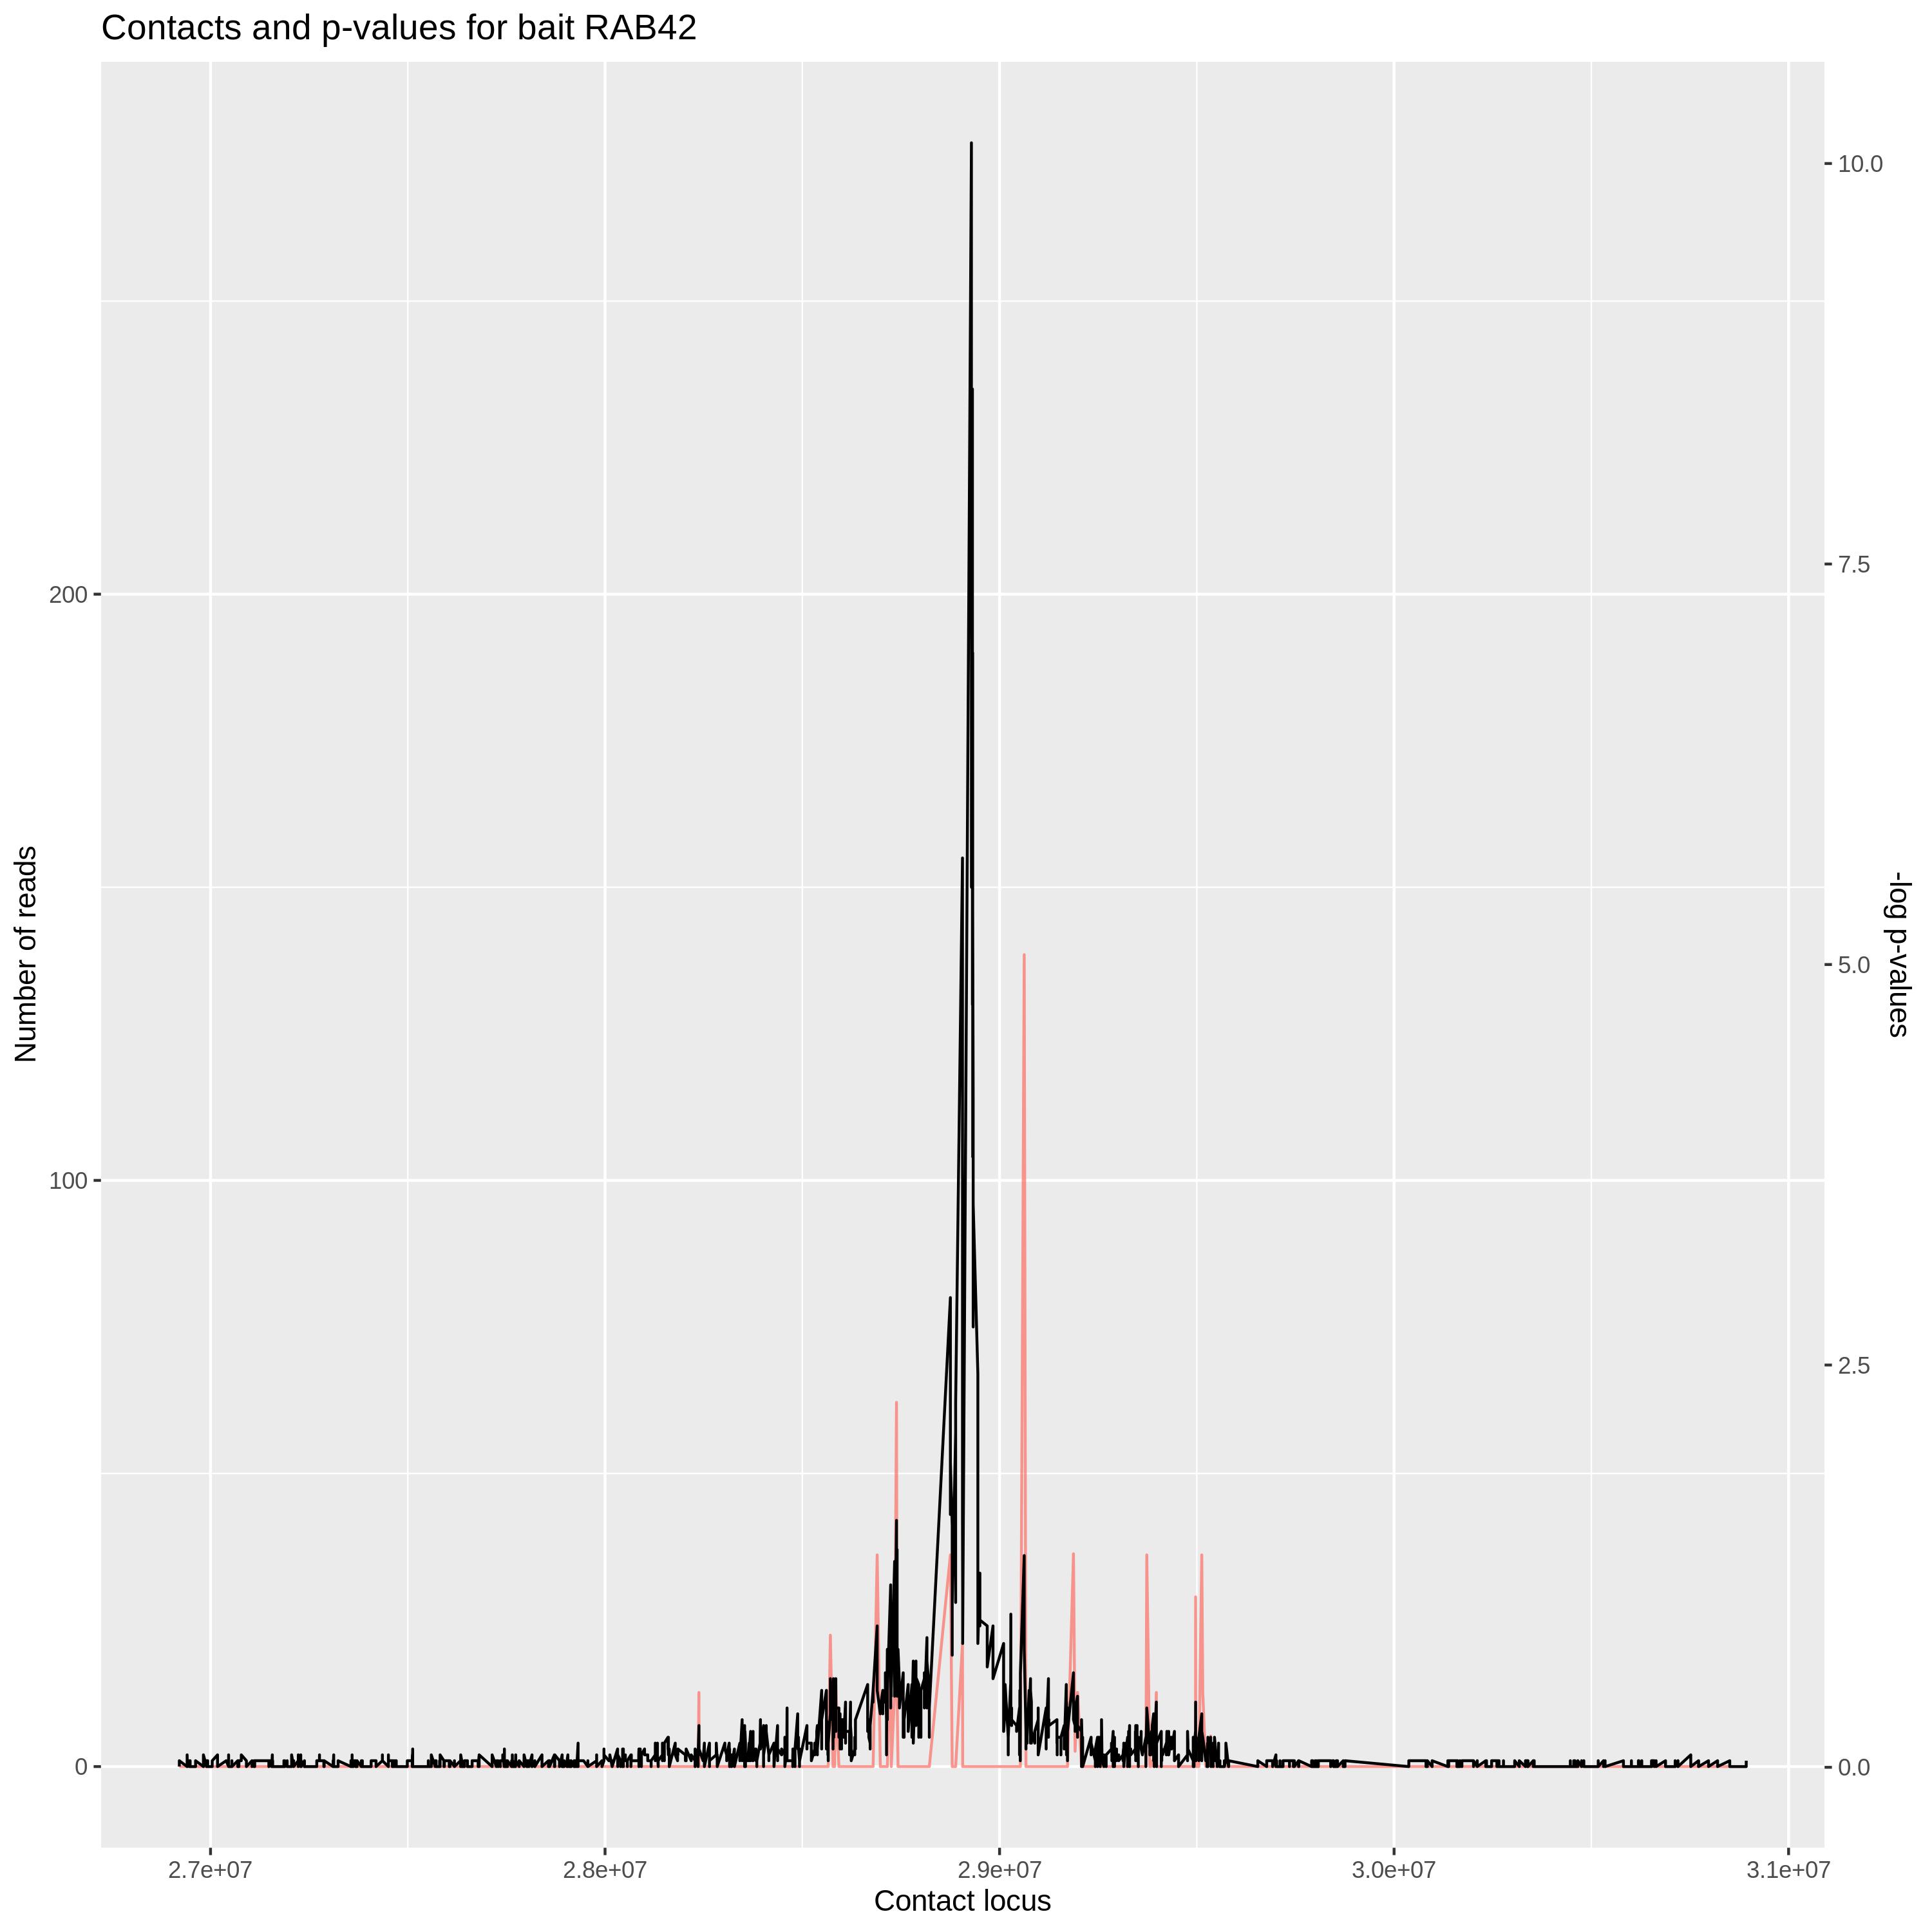 Contacts and p-values for bait RAB42
10.0
7.5
200
5.0
Number of reads
-log p-values
100
2.5
0
0.0
2.7e+07
2.8e+07
2.9e+07
3.0e+07
3.1e+07
Contact locus